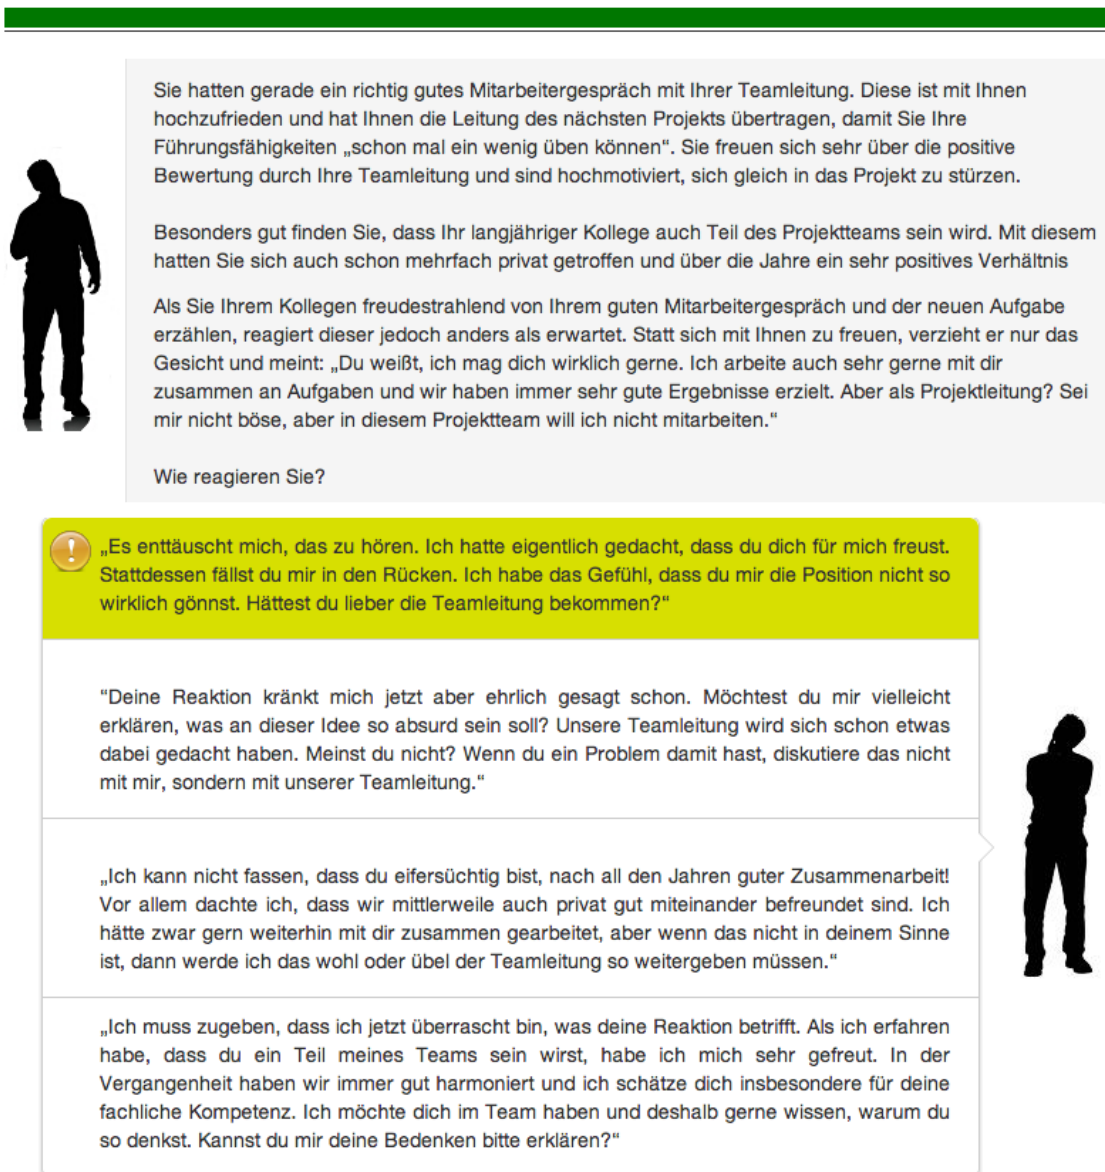 Sie hatten gerade ein richtig gutes Mitarbeitergespräch mit Ihrer Teamleitung. Diese ist mit Ihnen
hochzufrieden und hat Ihnen die Leitung des nächsten Projekts übertragen, damit Sie Ihre
Führungsfähigkeiten „schon mal ein wenig üben können“. Sie freuen sich sehr über die positive
Bewertung durch Ihre Teamleitung und sind hochmotiviert, sich gleich in das Projekt zu stürzen.
Besonders gut finden Sie, dass Ihr langjähriger Kollege auch Teil des Projektteams sein wird. Mit diesem
hatten Sie sich auch schon mehrfach privat getroffen und über die Jahre ein sehr positives Verhältnis
Als Sie Ihrem Kollegen freudestrahlend von Ihrem guten Mitarbeitergespräch und der neuen Aufgabe
erzählen, reagiert dieser jedoch anders als erwartet. Statt sich mit Ihnen zu freuen, verzieht er nur das
Gesicht und meint: „Du weißt, ich mag dich wirklich gerne. Ich arbeite auch sehr gerne mit dir
zusammen an Aufgaben und wir haben immer sehr gute Ergebnisse erzielt. Aber als Projektleitung? Sei
mir nicht böse, aber in diesem Projektteam will ich nicht mitarbeiten.“
Wie reagieren Sie?
„Es enttäuscht mich, das zu hören. Ich hatte eigentlich gedacht, dass du dich für mich freust.
Stattdessen fällst du mir in den Rücken. Ich habe das Gefühl, dass du mir die Position nicht so
wirklich gönnst. Hättest du lieber die Teamleitung bekommen?“
“Deine Reaktion kränkt mich jetzt aber ehrlich gesagt schon. Möchtest du mir vielleicht
erklären, was an dieser Idee so absurd sein soll? Unsere Teamleitung wird sich schon etwas
dabei gedacht haben. Meinst du nicht? Wenn du ein Problem damit hast, diskutiere das nicht
mit mir, sondern mit unserer Teamleitung.“
„Ich kann nicht fassen, dass du eifersüchtig bist, nach all den Jahren guter Zusammenarbeit!
Vor allem dachte ich, dass wir mittlerweile auch privat gut miteinander befreundet sind. Ich
hätte zwar gern weiterhin mit dir zusammen gearbeitet, aber wenn das nicht in deinem Sinne
ist, dann werde ich das wohl oder übel der Teamleitung so weitergeben müssen.“
„Ich muss zugeben, dass ich jetzt überrascht bin, was deine Reaktion betrifft. Als ich erfahren
habe, dass du ein Teil meines Teams sein wirst, habe ich mich sehr gefreut. In der
Vergangenheit haben wir immer gut harmoniert und ich schätze dich insbesondere für deine
fachliche Kompetenz. Ich möchte dich im Team haben und deshalb gerne wissen, warum du
so denkst. Kannst du mir deine Bedenken bitte erklären?“